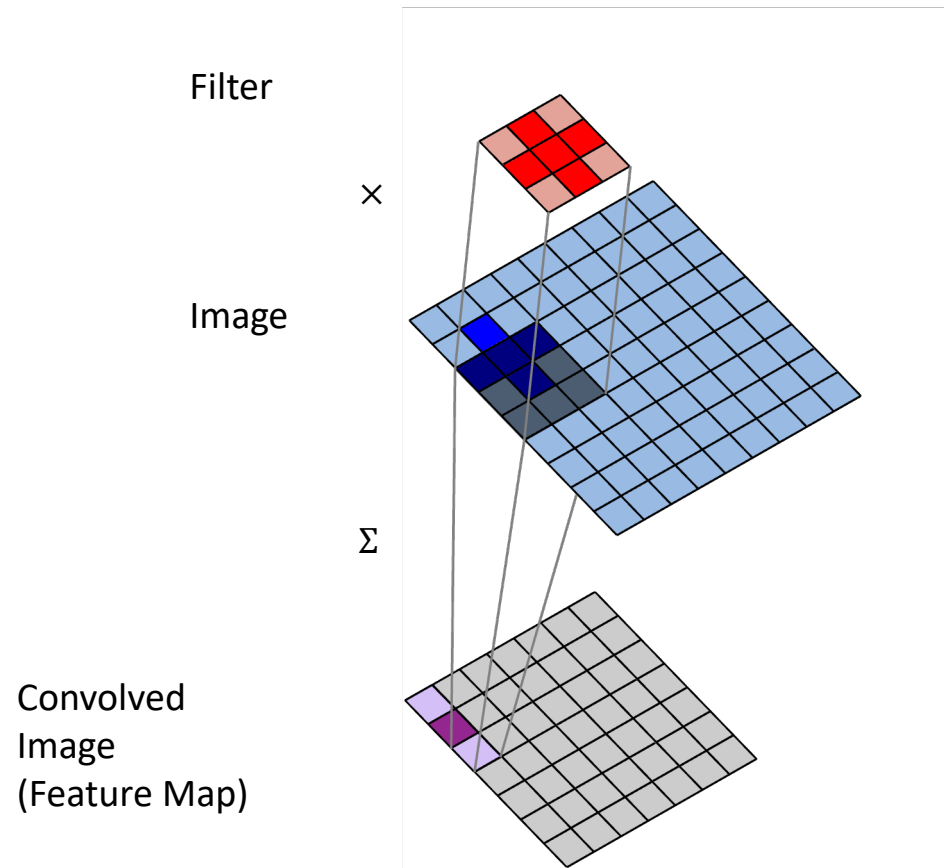 Filter
×
Image
Σ
Convolved
Image
(Feature Map)